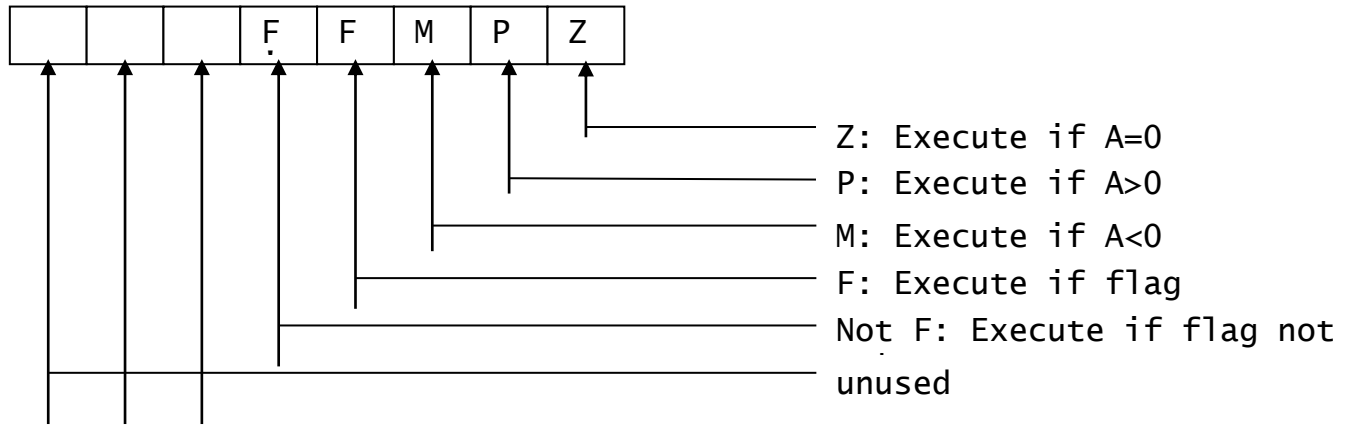 F F M P Z
Z: Execute if A=0
P: Execute if A>0
M: Execute if A<0
F: Execute if flag
Not F: Execute if flag not
unused